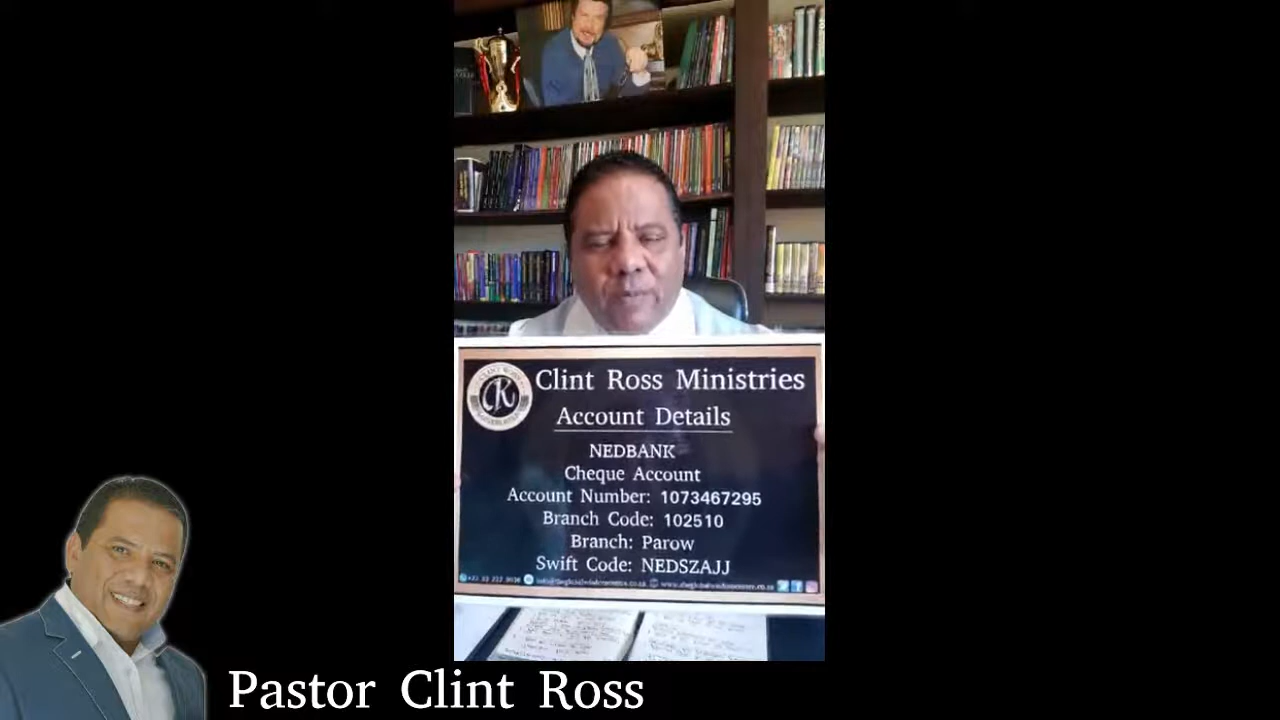 Clint Ross Ministries
Account Details
NEDBANK
Cheque Account
Account Number: 1073467295
Branch Code: 102510
Branch: Parow
Swift Code: NEDSZAJJ
Pastor Clint Ross